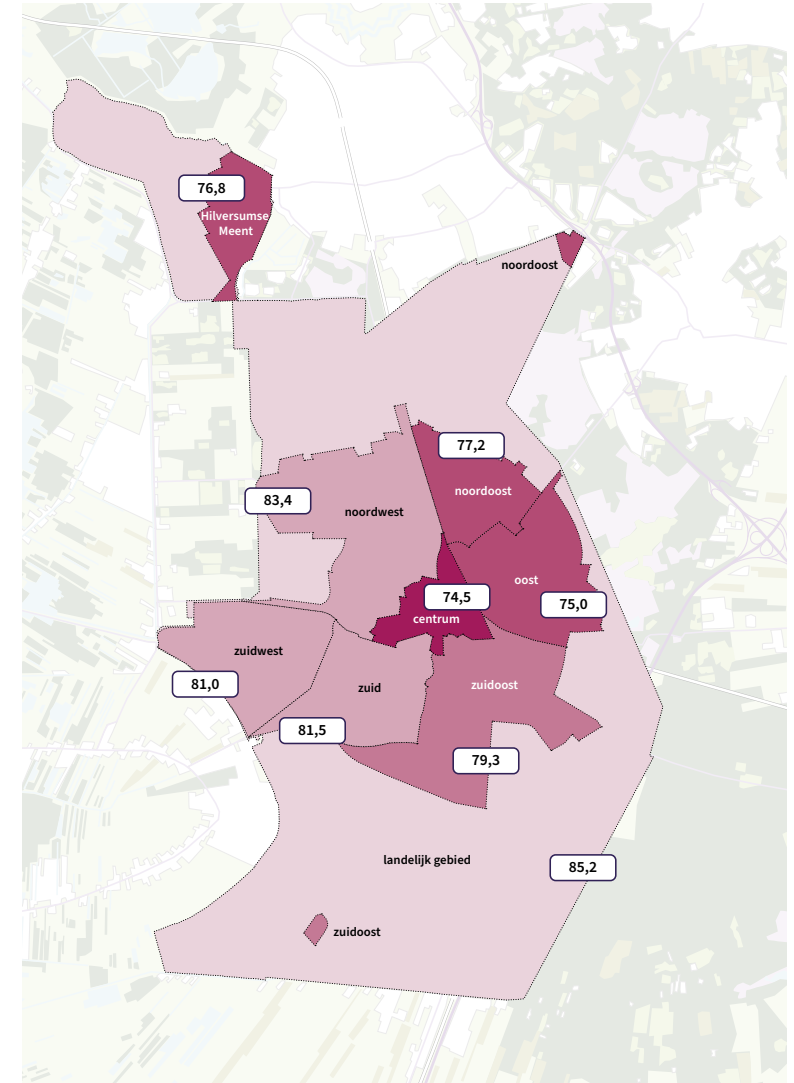 76,8
Hilversumse
Meent
noordoost
77,2
noordoost
83,4
noordwest
oost
74,5
75,0
centrum
zuidwest
81,0
zuid
zuidoost
81,5
79,3
landelijk gebied
85,2
zuidoost